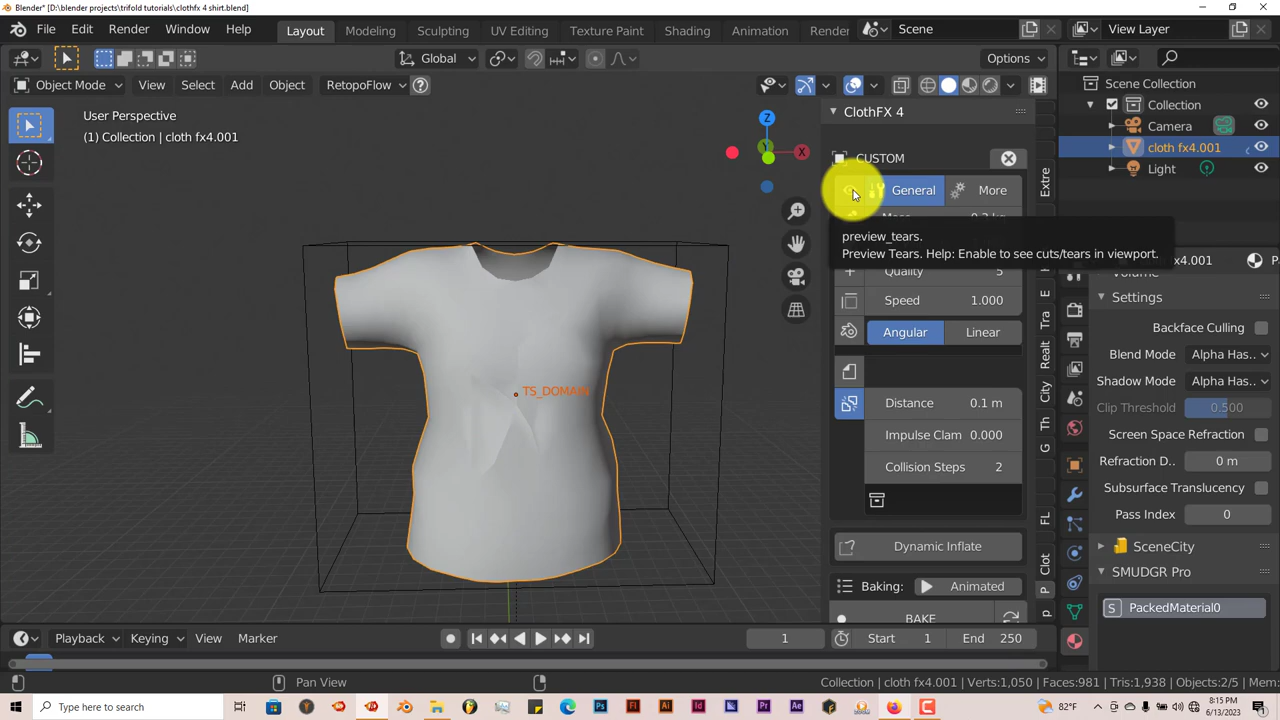 Blender* [D:\blender projects\trifold tutorials\clothfx 4 shirt.blend]
File Edit Render Window Help Layout Modeling Sculpting UV Editing Texture Paint Shading Animation Render Scene View Layer
Global Options
Object Mode View Select Add Object RetopoFlow
User Perspective
(1) Collection | cloth fx4.001
Scene Collection
Collection
Camera
cloth fx4.001
Light
Z
Y
X
ClothFX 4
CUSTOM
General More
preview_tears.
Preview Tears. Help: Enable to see cuts/tears in viewport.
Quality 5
Speed 1.000
Angular Linear
Distance 0.1 m
Impulse Clam 0.000
Collision Steps 2
Dynamic Inflate
Baking: Animated
BAKE
TS_DOMAIN
Extre
E
Tra
Realt
City
Th
G
FL
Clot
P
p
x4.001
Volume
Settings
Backface Culling
Blend Mode Alpha Has..
Shadow Mode Alpha Has..
Clip Threshold 0.500
Screen Space Refraction
Refraction D.. 0 m
Subsurface Translucency
Pass Index 0
SceneCity
SMUDGR Pro
S PackedMaterial0
Playback Keying View Marker 1 Start 1 End 250
Pan View
Collection | cloth fx4.001 | Verts:1,050 | Faces:981 | Tris:1,938 | Objects:2/5 | Mem:
Type here to search
82°F
8:15 PM
6/13/2023